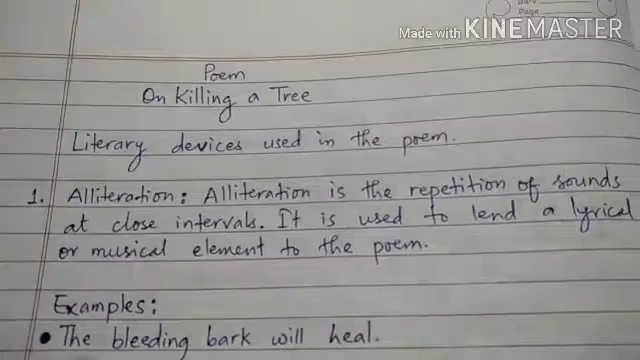 Made with KINEMASTER
Date
Page
Poem
On Killing a Tree
Literary devices used in the poem.
1. Alliteration: Alliteration is the repetition of sounds
at close intervals. It is used to lend a lyrical
or musical element to the poem.
Examples:
• The bleeding bark will heal.